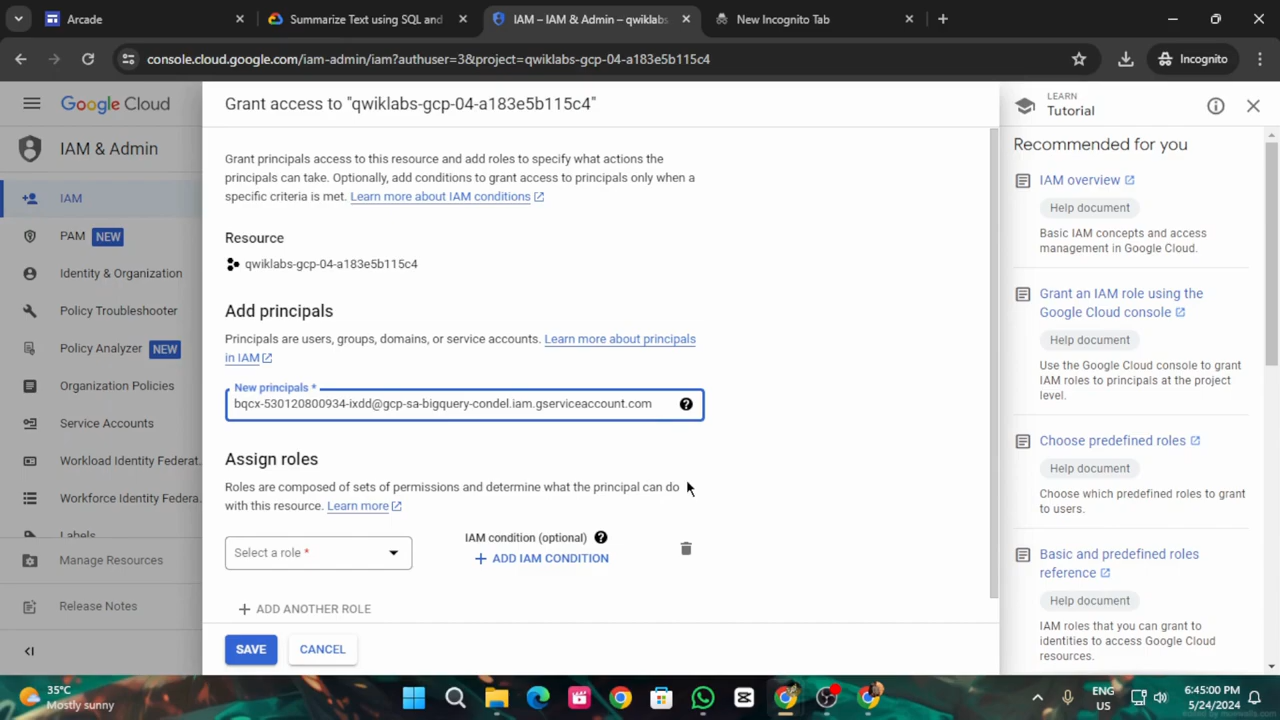 Arcade
Summarize Text using SQL and
IAM – IAM & Admin – qwiklabs
New Incognito Tab
console.cloud.google.com/iam-admin/iam?authuser=3&project=qwiklabs-gcp-04-a183e5b115c4
Incognito
Google Cloud
IAM & Admin
IAM
PAM NEW
Identity & Organization
Policy Troubleshooter
Policy Analyzer NEW
Organization Policies
Service Accounts
Workload Identity Federat...
Workforce Identity Federa...
Labels
Manage Resources
Release Notes
Grant access to "qwiklabs-gcp-04-a183e5b115c4"
Grant principals access to this resource and add roles to specify what actions the
principals can take. Optionally, add conditions to grant access to principals only when a
specific criteria is met. Learn more about IAM conditions
Resource
qwiklabs-gcp-04-a183e5b115c4
Add principals
Principals are users, groups, domains, or service accounts. Learn more about principals
in IAM
New principals *
bqcx-530120800934-ixdd@gcp-sa-bigquery-condel.iam.gserviceaccount.com
Assign roles
Roles are composed of sets of permissions and determine what the principal can do
with this resource. Learn more
Select a role *
IAM condition (optional)
+ ADD IAM CONDITION
+ ADD ANOTHER ROLE
SAVE
CANCEL
LEARN
Tutorial
Recommended for you
IAM overview
Help document
Basic IAM concepts and access
management in Google Cloud.
Grant an IAM role using the
Google Cloud console
Help document
Use the Google Cloud console to grant
IAM roles to principals at the project
level.
Choose predefined roles
Help document
Choose which predefined roles to grant
to users.
Basic and predefined roles
reference
Help document
IAM roles that you can grant to
identities to access Google Cloud
resources.
35°C
Mostly sunny
ENG
US
6:45:00 PM
5/24/2024